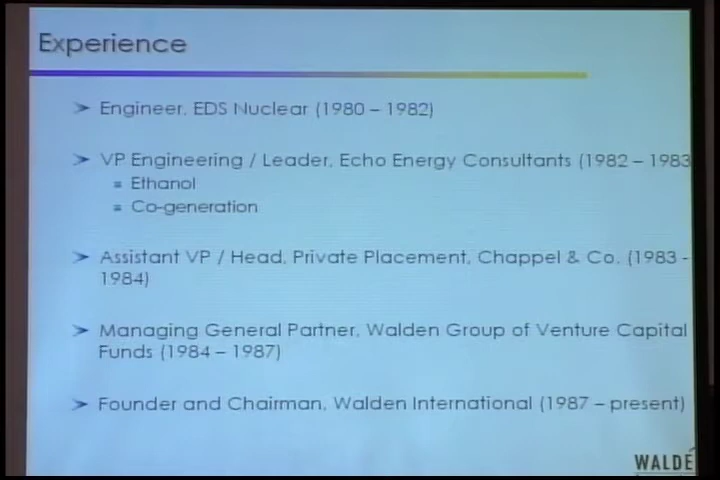 Experience
Engineer, EDS Nuclear (1980 – 1982)
VP Engineering / Leader, Echo Energy Consultants (1982 – 1983
Ethanol
Co-generation
Assistant VP / Head, Private Placement, Chappel & Co. (1983 -
1984)
Managing General Partner, Walden Group of Venture Capital
Funds (1984 – 1987)
Founder and Chairman, Walden International (1987 – present)
WALDE